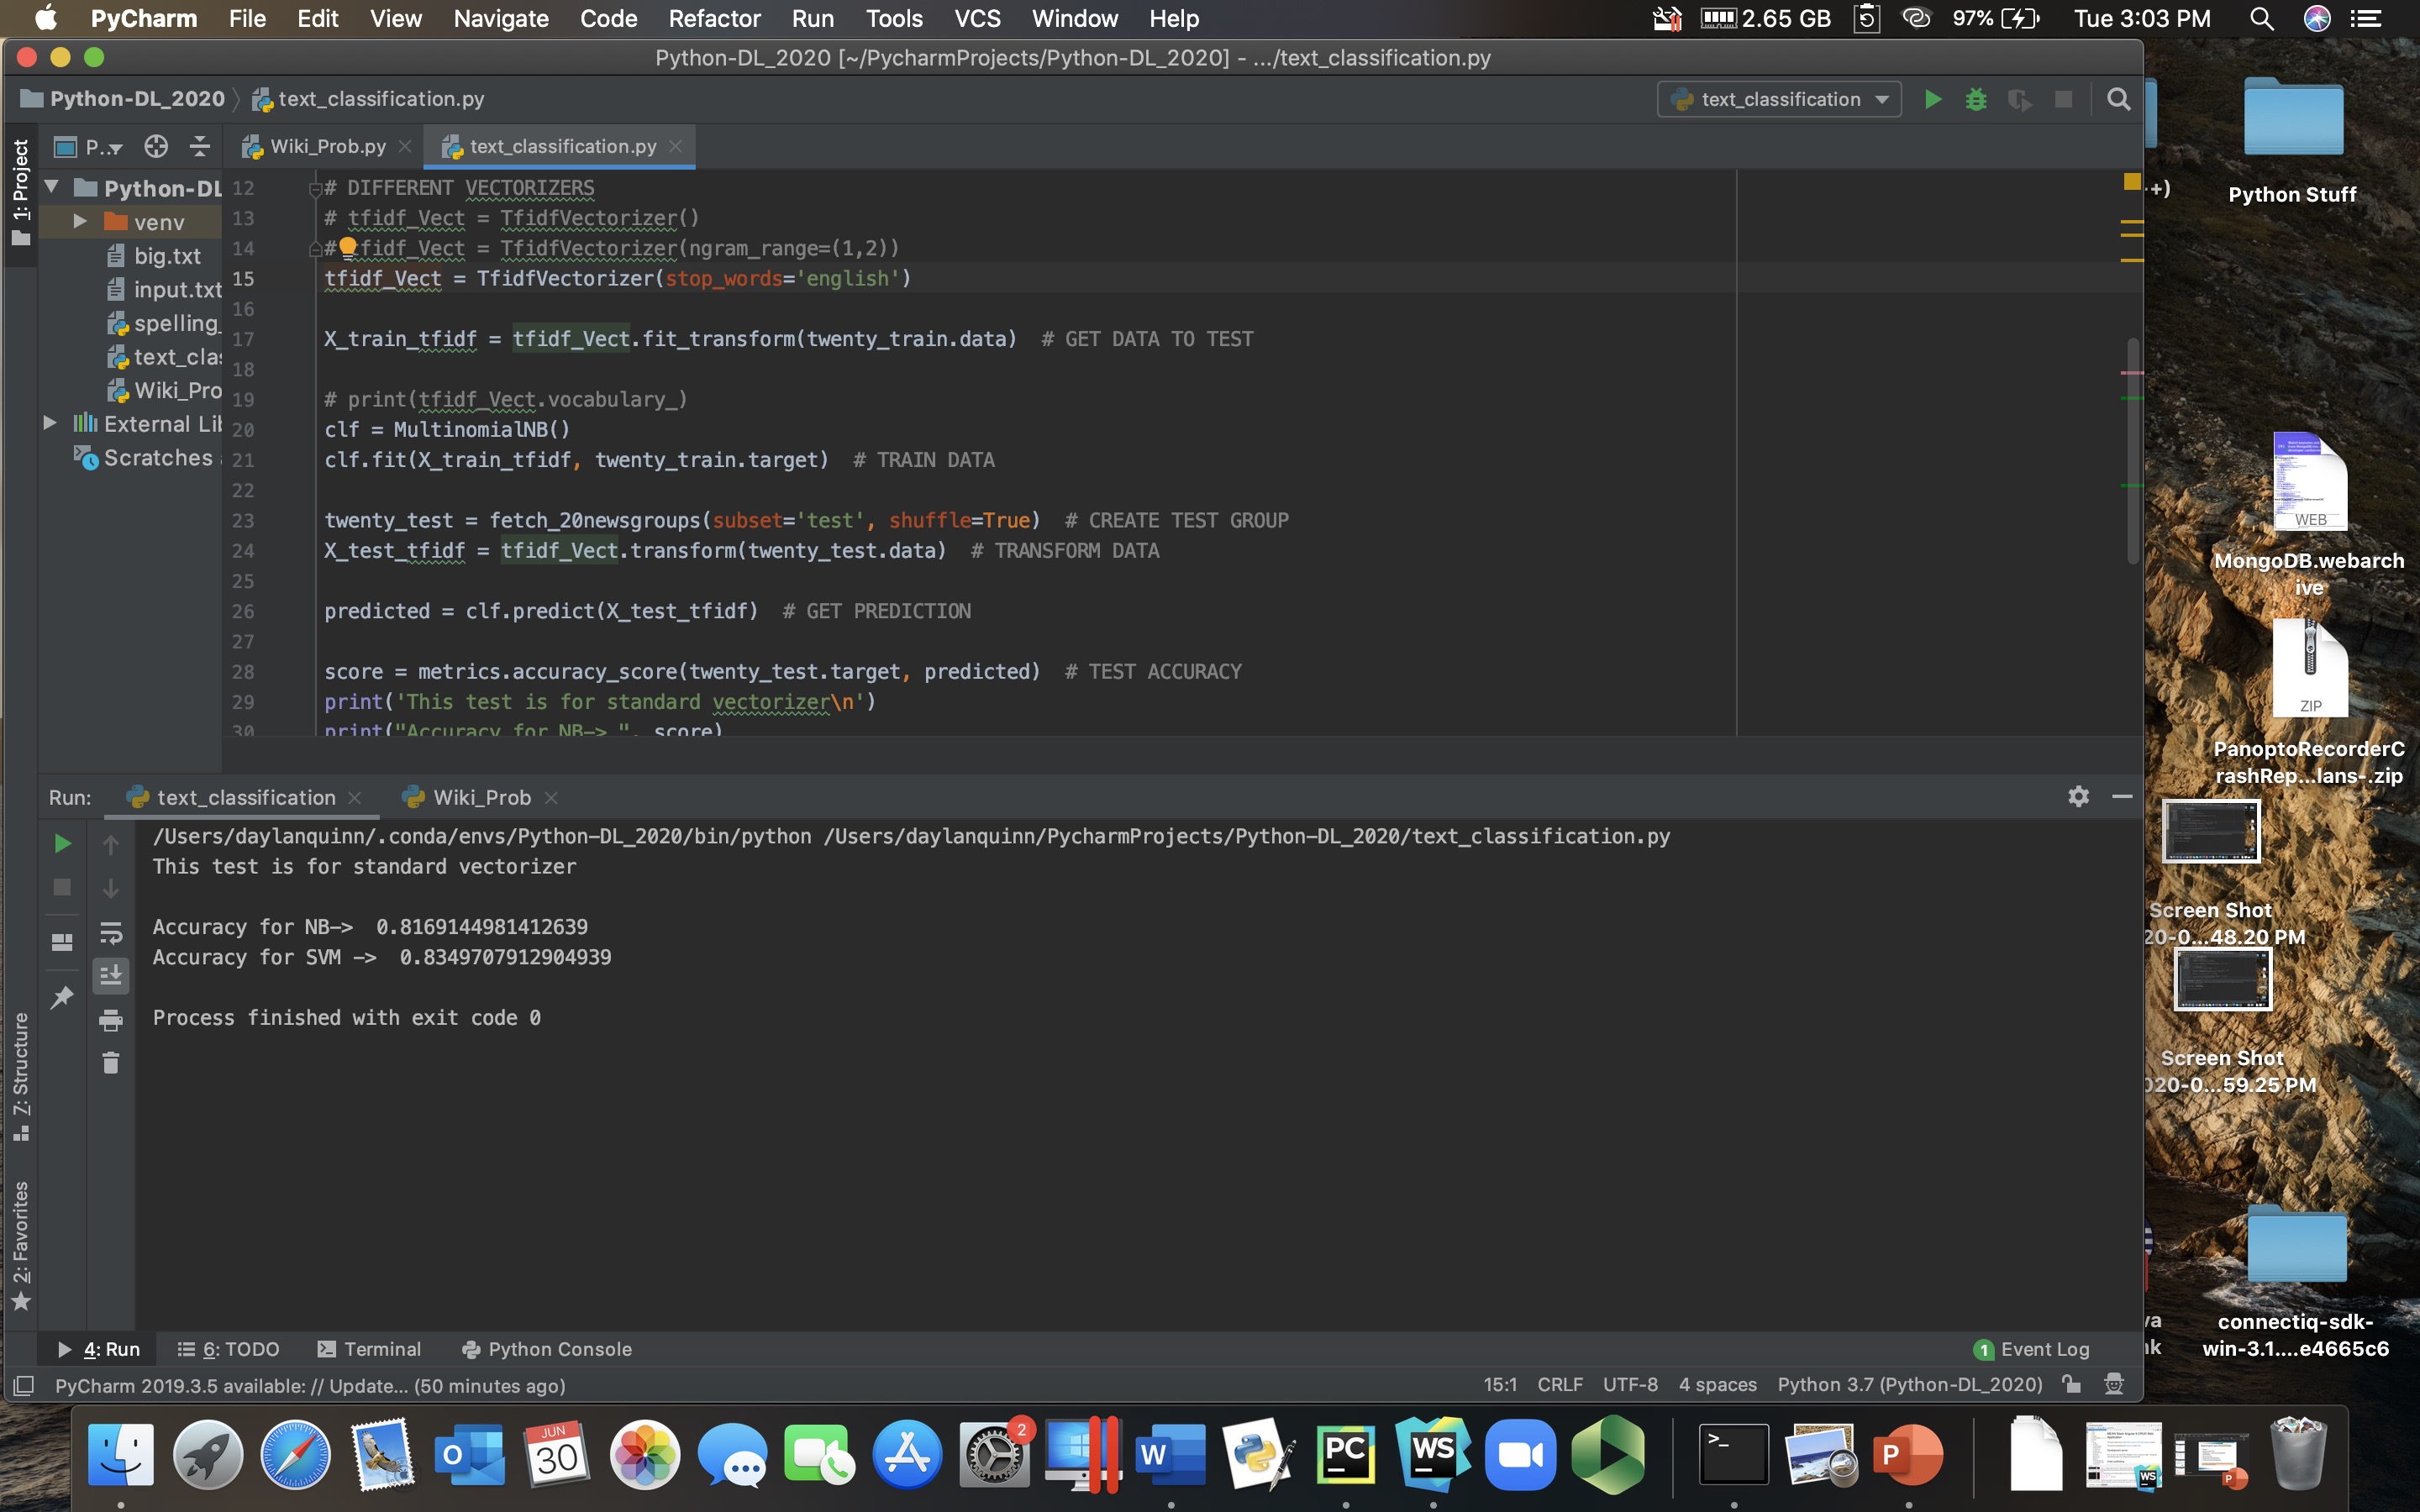 PyCharm File Edit View Navigate Code Refactor Run Tools VCS Window Help 2.65 GB 97% Tue 3:03 PM
Python-DL_2020 [~/PycharmProjects/Python-DL_2020] - .../text_classification.py
Python-DL_2020 text_classification.py text_classification
1: Project
P... Wiki_Prob.py text_classification.py
Python-DL
venv
big.txt
input.txt
spelling_
text_clas
Wiki_Pro
External Lib
Scratches
12 # DIFFERENT VECTORIZERS
13 # tfidf_Vect = TfidfVectorizer()
14 # tfidf_Vect = TfidfVectorizer(ngram_range=(1,2))
15 tfidf_Vect = TfidfVectorizer(stop_words='english')
16
17 X_train_tfidf = tfidf_Vect.fit_transform(twenty_train.data)  # GET DATA TO TEST
18
19 # print(tfidf_Vect.vocabulary_)
20 clf = MultinomialNB()
21 clf.fit(X_train_tfidf, twenty_train.target)  # TRAIN DATA
22
23 twenty_test = fetch_20newsgroups(subset='test', shuffle=True)  # CREATE TEST GROUP
24 X_test_tfidf = tfidf_Vect.transform(twenty_test.data)  # TRANSFORM DATA
25
26 predicted = clf.predict(X_test_tfidf)  # GET PREDICTION
27
28 score = metrics.accuracy_score(twenty_test.target, predicted)  # TEST ACCURACY
29 print('This test is for standard vectorizer\n')
30 print("Accuracy for NB-> ", score)
Run: text_classification Wiki_Prob
/Users/daylanquinn/.conda/envs/Python-DL_2020/bin/python /Users/daylanquinn/PycharmProjects/Python-DL_2020/text_classification.py
This test is for standard vectorizer
Accuracy for NB->  0.8169144981412639
Accuracy for SVM ->  0.8349707912904939
Process finished with exit code 0
7: Structure
2: Favorites
4: Run 6: TODO Terminal Python Console 1 Event Log
PyCharm 2019.3.5 available: // Update... (50 minutes ago) 15:1 CRLF UTF-8 4 spaces Python 3.7 (Python-DL_2020)
+)
Python Stuff
WEB
MongoDB.webarch
ive
ZIP
PanoptoRecorderC
rashRep...lans-.zip
Screen Shot
20-0...48.20 PM
Screen Shot
020-0...59.25 PM
connectiq-sdk-
win-3.1....e4665c6
JUN
30
2
O
W
PC
WS
>_
P